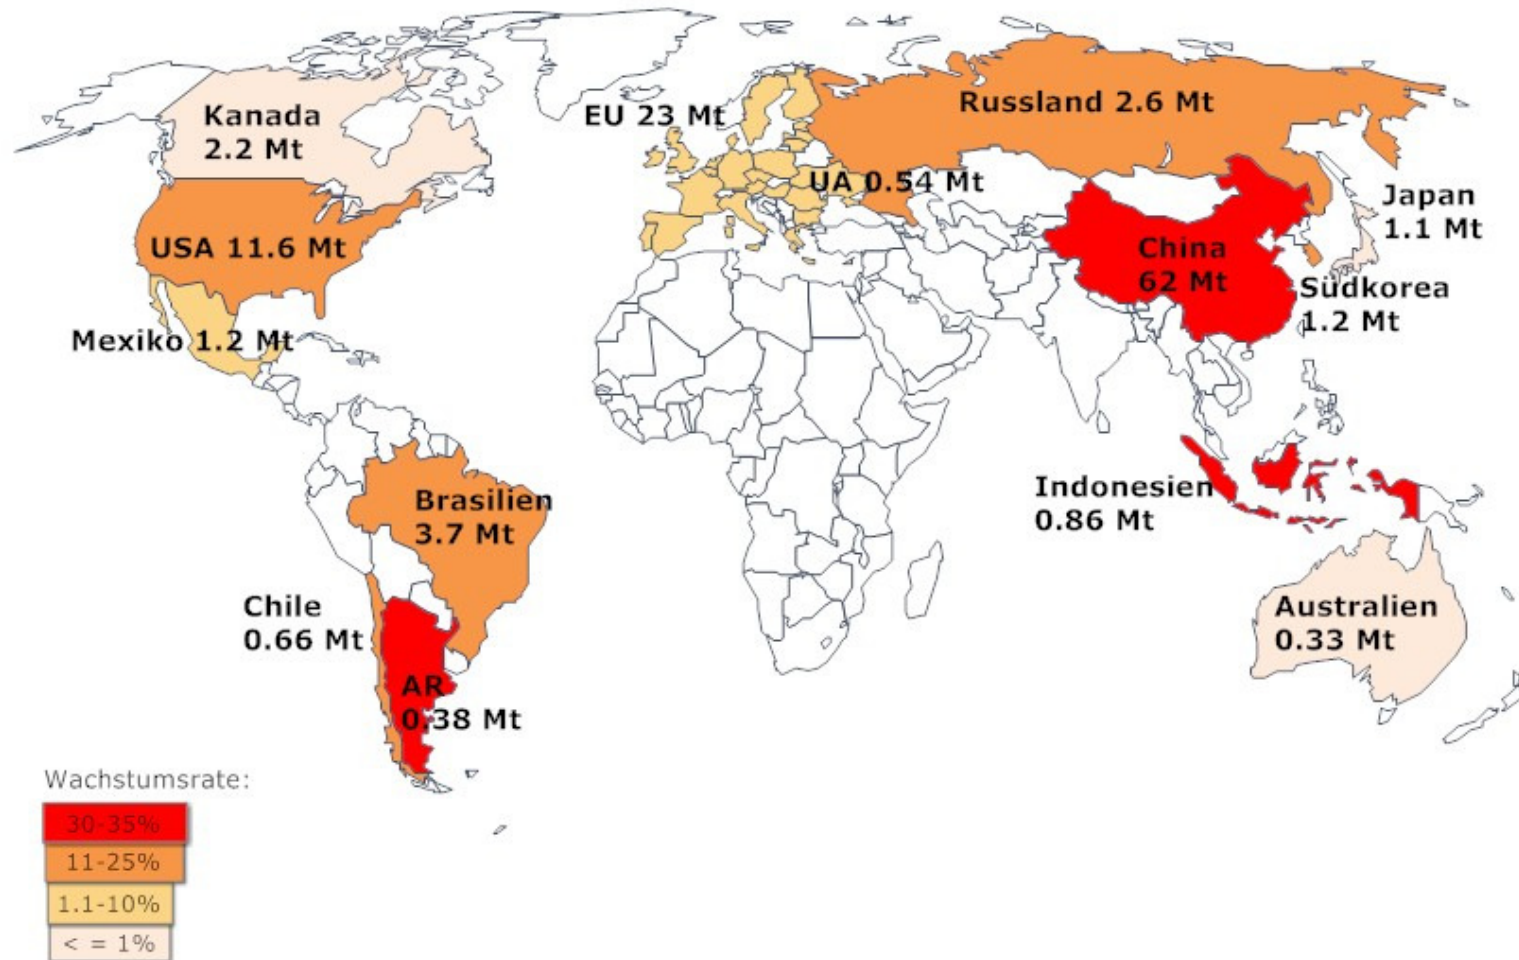 Kanada
2.2 Mt
EU 23 Mt
Russland 2.6 Mt
UA 0.54 Mt
USA 11.6 Mt
Japan
1.1 Mt
China
62 Mt
Südkorea
1.2 Mt
Mexiko 1.2 Mt
Brasilien
3.7 Mt
Indonesien
0.86 Mt
Chile
0.66 Mt
Australien
0.33 Mt
AR
0.38 Mt
Wachstumsrate:
30-35%
11-25%
1.1-10%
< = 1%